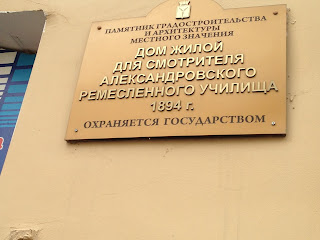 ПАМЯТНИК ГРАДОСТРОИТЕЛЬСТВА
И АРХИТЕКТУРЫ
МЕСТНОГО ЗНАЧЕНИЯ
ДОМ ЖИЛОЙ
ДЛЯ СМОТРИТЕЛЯ
АЛЕКСАНДРОВСКОГО
РЕМЕСЛЕННОГО УЧИЛИЩА
1894 г.
ОХРАНЯЕТСЯ ГОСУДАРСТВОМ